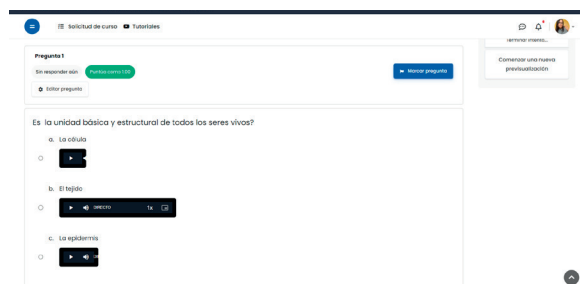 Solicitud de curso Tutoriales
Terminar intento...
Comenzar una nueva
previsualización
Pregunta 1
Sin responder aún
Puntúa como 1.00
Marcar pregunta
Editar pregunta
Es la unidad básica y estructural de todos los seres vivos?
a. La célula
b. El tejido
DIRECTO
1x
c. La epidermis